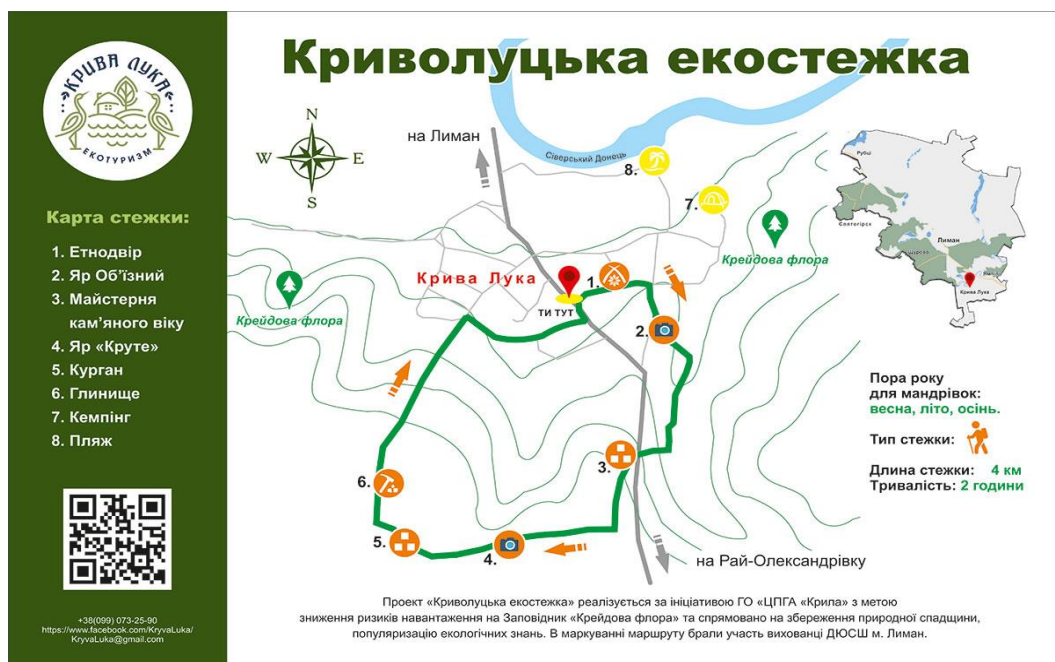 КРИВА ЛУКА
ЕКОТУРИЗМ
Карта стежки:
1. Етнодвір
2. Яр Об’їзний
3. Майстерня
кам’яного віку
4. Яр «Круте»
5. Курган
6. Глинище
7. Кемпінг
8. Пляж
+38(099) 073-25-90
https://www.facebook.com/KryvaLuka/
KryvaLuka@gmail.com
Криволуцька екостежка
N
W
E
S
на Лиман
Сіверський Донець
8.
7.
Крейдова флора
Крива Лука
1.
ТИ ТУТ
2.
Крейдова флора
3.
6.
5.
4.
на Рай-Олександрівку
Рубці
Святогірск
Лиман
Крива Лука
Пора року
для мандрівок:
весна, літо, осінь.
Тип стежки:
Длина стежки: 4 км
Тривалість: 2 години
Проект «Криволуцька екостежка» реалізується за ініціативою ГО «ЦПГА «Крила» з метою
зниження ризиків навантаження на Заповідник «Крейдова флора» та спрямовано на збереження природної спадщини,
популяризацію екологічних знань. В маркуванні маршруту брали участь вихованці ДЮСШ м. Лиман.